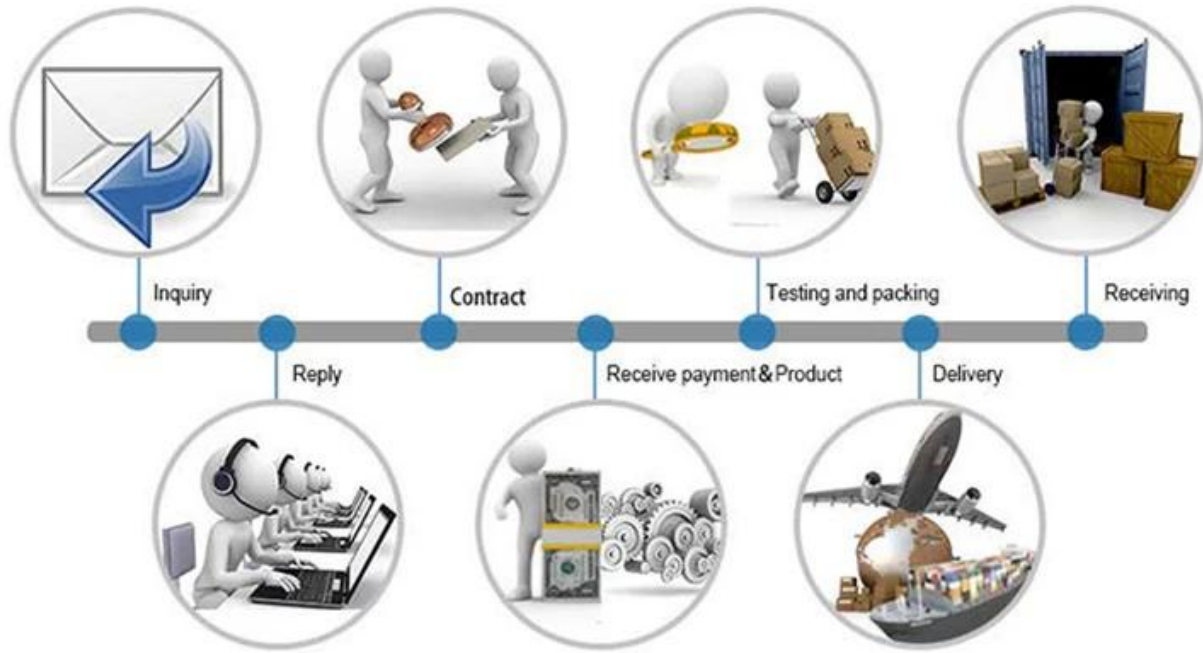 Inquiry
Contract
Testing and packing
Receiving
Reply
Receive payment&Product
Delivery